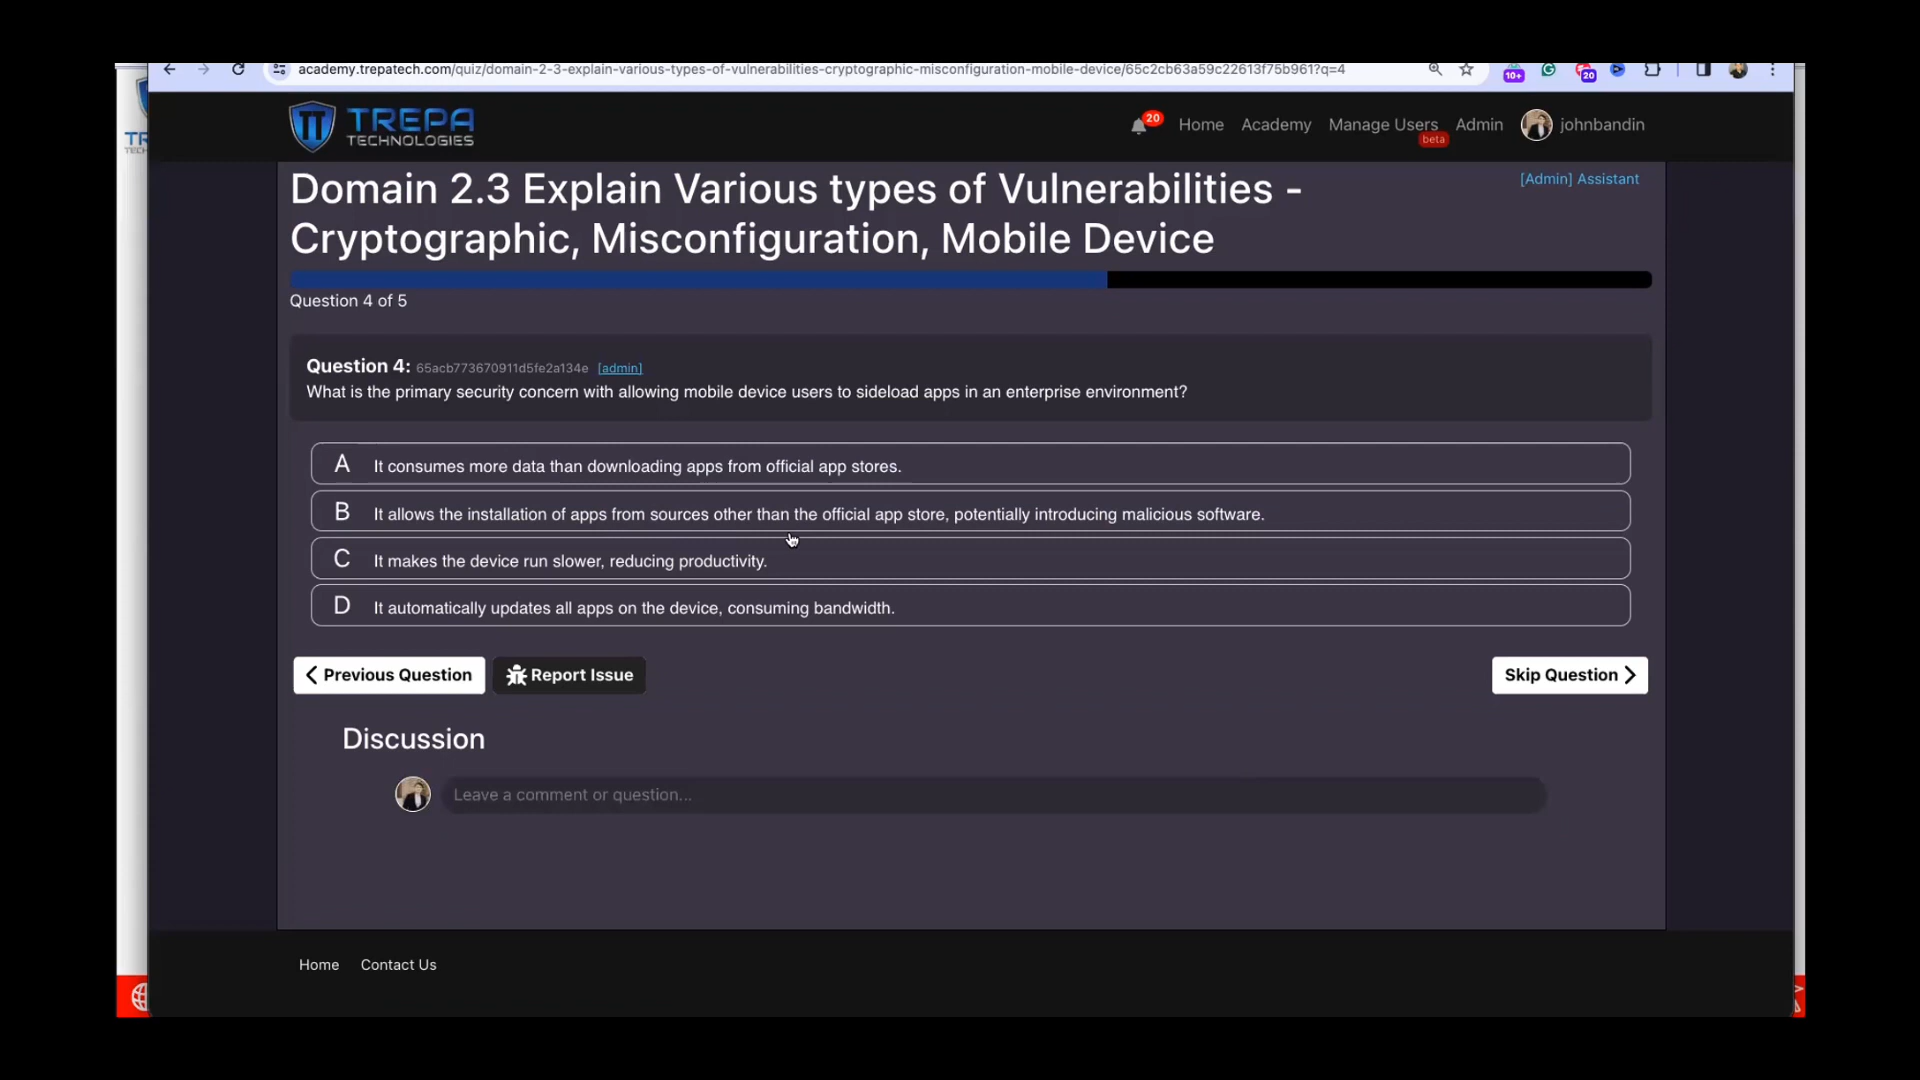 academy.trepatech.com/quiz/domain-2-3-explain-various-types-of-vulnerabilities-cryptographic-misconfiguration-mobile-device/65c2cb63a59c22613f75b961?q=4
10+
20
TREPA
TECHNOLOGIES
20
Home
Academy
Manage Users
beta
Admin
johnbandin
Domain 2.3 Explain Various types of Vulnerabilities -
Cryptographic, Misconfiguration, Mobile Device
[Admin] Assistant
Question 4 of 5
Question 4: 65acb773670911d5fe2a134e [admin]
What is the primary security concern with allowing mobile device users to sideload apps in an enterprise environment?
A It consumes more data than downloading apps from official app stores.
B It allows the installation of apps from sources other than the official app store, potentially introducing malicious software.
C It makes the device run slower, reducing productivity.
D It automatically updates all apps on the device, consuming bandwidth.
Previous Question
Report Issue
Skip Question
Discussion
Leave a comment or question...
Home
Contact Us